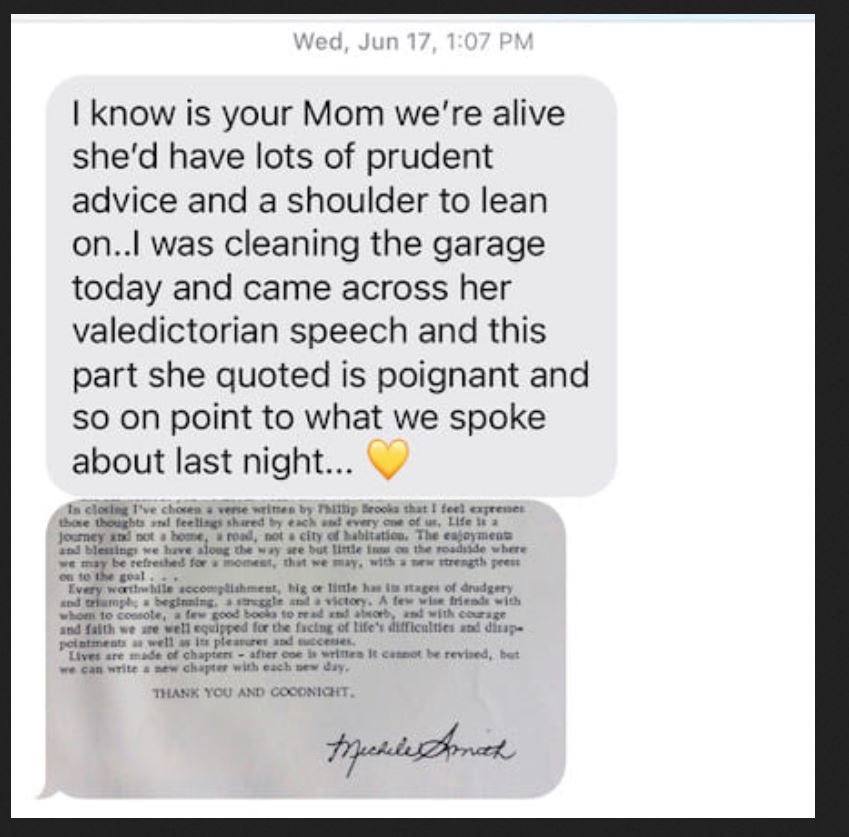 Wed, Jun 17, 1:07 PM
I know is your Mom we're alive
she'd have lots of prudent
advice and a shoulder to lean
on..I was cleaning the garage
today and came across her
valedictorian speech and this
part she quoted is poignant and
so on point to what we spoke
about last night... 💛
In closing I've chosen a verse written by Phillip Brooks that I feel expresses
those thoughts and feelings shared by each and every one of us. Life is a
journey and not a home, a road, not a city of habitation. The enjoyments
and blessings we have along the way are but little inns on the roadside where
we may be refreshed for a moment, that we may, with a new strength press
on to the goal . . .
Every worthwhile accomplishment, big or little has its stages of drudgery
and triumph; a beginning, a struggle and a victory. A few wise friends with
whom to console, a few good books to read and absorb, and with courage
and faith we are well equipped for the facing of life's difficulties and disap-
pointments as well as its pleasures and successes.
Lives are made of chapters - after one is written it cannot be revised, but
we can write a new chapter with each new day.
THANK YOU AND GOODNIGHT.
Michele Smith